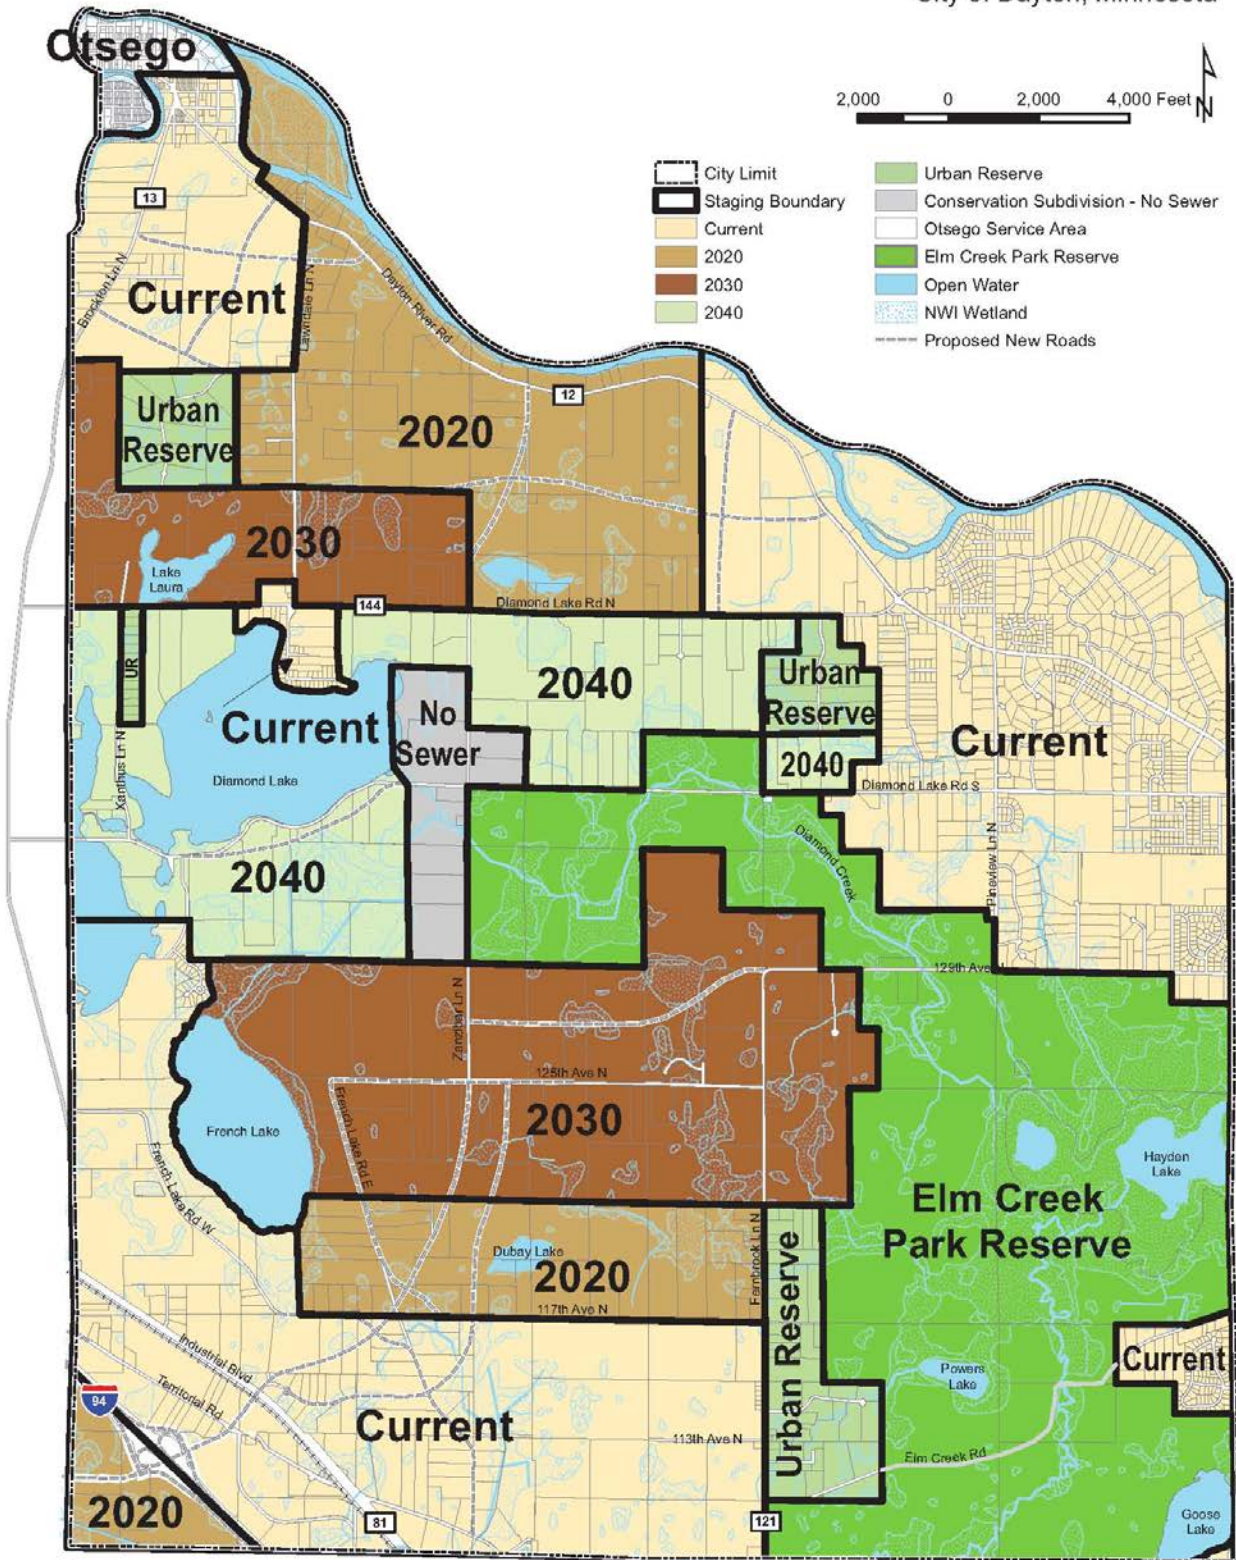 City of Dayton, Minnesota
Otsego
N
2,000 0 2,000 4,000 Feet
City Limit
Staging Boundary
Current
2020
2030
2040
Urban Reserve
Conservation Subdivision - No Sewer
Otsego Service Area
Elm Creek Park Reserve
Open Water
NWI Wetland
Proposed New Roads
13
Brockton Ln N
Current
Lawndale Ln N
Dayton River Rd
12
Urban
Reserve
2020
2030
Lake
Laura
144
Diamond Lake Rd N
UR
2040
Urban
Reserve
Current
No
Sewer
Current
2040
Xanthus Ln N
Diamond Lake
Diamond Lake Rd S
Diamond Creek
Pineview Ln N
2040
129th Ave N
Zanzibar Ln N
125th Ave N
French Lake
French Lake Rd E
2030
French Lake Rd W
Hayden
Lake
Elm Creek
Park Reserve
Dubay Lake
2020
117th Ave N
Fernbrook Ln N
Urban Reserve
Industrial Blvd
Territorial Rd
94
Powers
Lake
Current
Current
113th Ave N
Elm Creek Rd
2020
81
121
Goose
Lake